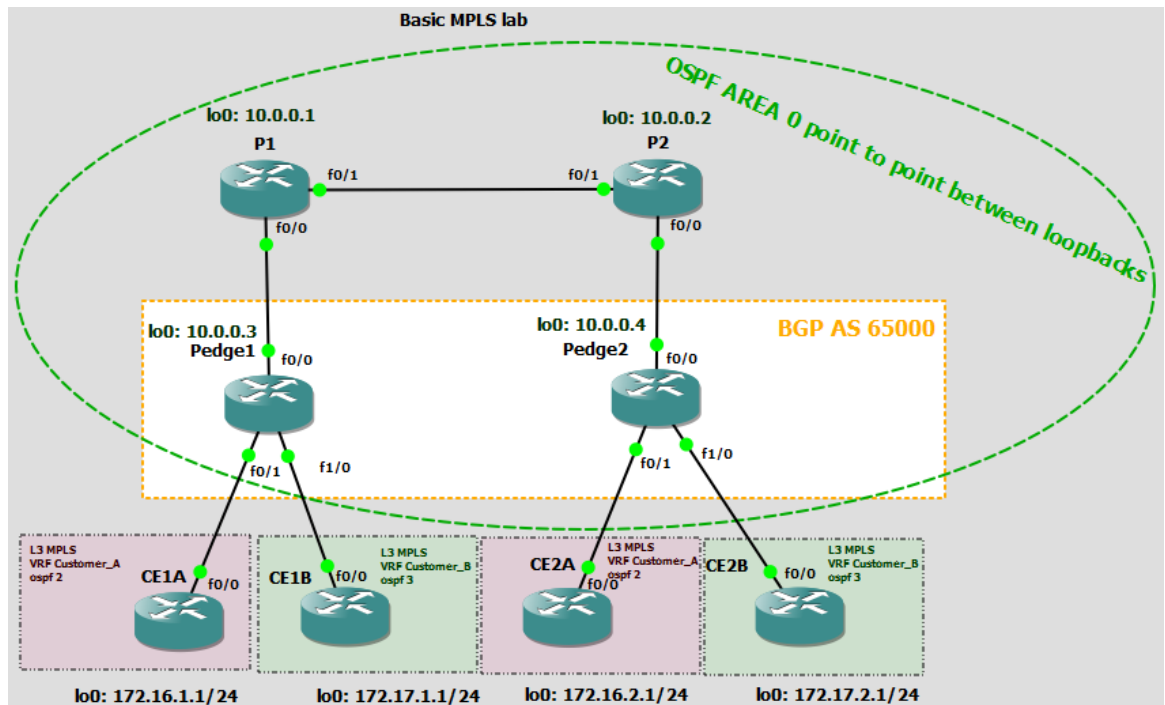 Basic MPLS lab
OSPF AREA 0 point to point between loopbacks
lo0: 10.0.0.1
P1
f0/1
f0/0
lo0: 10.0.0.2
P2
f0/1
f0/0
BGP AS 65000
lo0: 10.0.0.3
Pedge1
f0/0
f0/1
f1/0
lo0: 10.0.0.4
Pedge2
f0/0
f0/1
f1/0
L3 MPLS
VRF Customer_A
ospf 2
CE1A
f0/0
L3 MPLS
VRF Customer_B
ospf 3
CE1B
f0/0
L3 MPLS
VRF Customer_A
ospf 2
CE2A
f0/0
L3 MPLS
VRF Customer_B
ospf 3
CE2B
f0/0
lo0: 172.16.1.1/24
lo0: 172.17.1.1/24
lo0: 172.16.2.1/24
lo0: 172.17.2.1/24